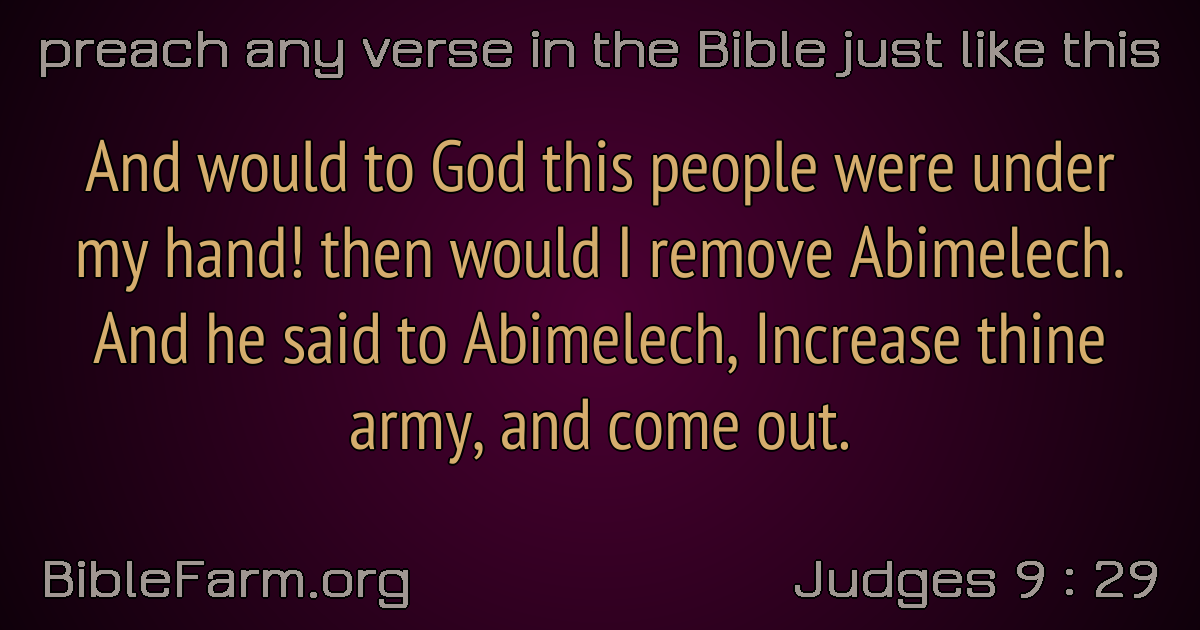 preach any verse in the Bible just like this
And would to God this people were under
my hand! then would I remove Abimelech.
And he said to Abimelech, Increase thine
army, and come out.
BibleFarm.org
Judges 9 : 29